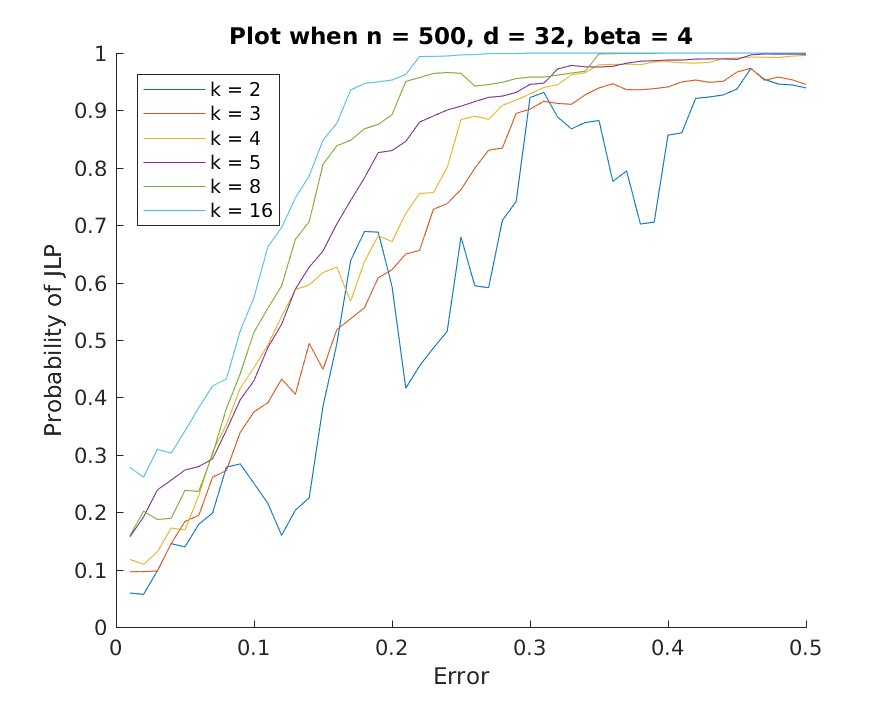 Plot when n = 500, d = 32, beta = 4
1
0.9
0.8
0.7
0.6
0.5
0.4
0.3
0.2
0.1
0
Probability of JLP
k = 2
k = 3
k = 4
k = 5
k = 8
k = 16
0
0.1
0.2
0.3
0.4
0.5
Error